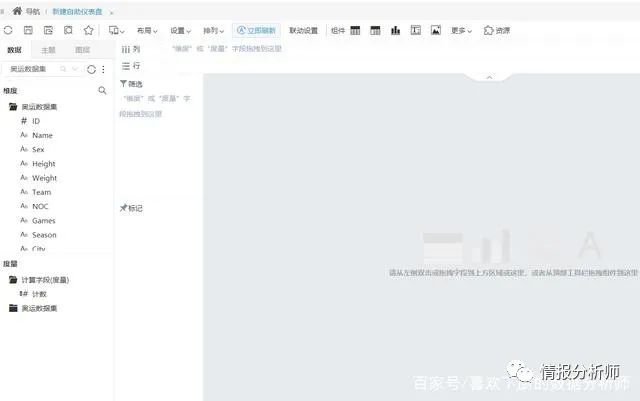 导航 新建自助仪表盘
布局 设置 排列 立即刷新 联动设置 组件 更多 资源
数据 主题 图层
列 "维度" 或 "度量" 字段拖拽到这里
行
奥运数据集
筛选
"维度" 或 "度量" 字
段拖拽到这里
维度
奥运数据集
# ID
Name
Sex
Height
Weight
Team
NOC
Games
Season
City
标记
A
请从左侧双击或拖拽字段到上方区域或这里，或者从顶部工具栏拖拽组件到这里
度量
计算字段(度量)
计数
奥运数据集
情报分析师
百家号/喜欢 的数据分析师